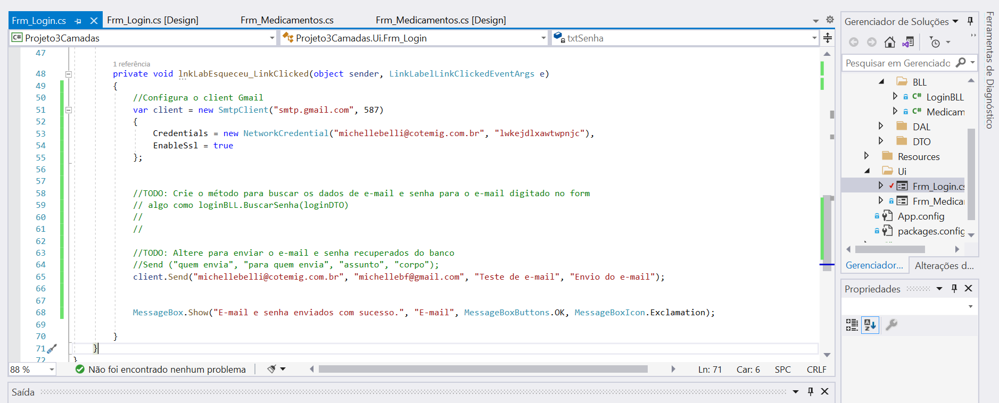 Frm_Login.cs
Frm_Login.cs [Design]
Frm_Medicamentos.cs
Frm_Medicamentos.cs [Design]
C# Projeto3Camadas
Projeto3Camadas.Ui.Frm_Login
txtSenha
47
1 referência
48 private void lnkLabEsqueceu_LinkClicked(object sender, LinkLabelLinkClickedEventArgs e)
49 {
50 //Configura o client Gmail
51 var client = new SmtpClient("smtp.gmail.com", 587)
52 {
53 Credentials = new NetworkCredential("michellebelli@cotemig.com.br", "lwkejdlxawtwpnjc"),
54 EnableSsl = true
55 };
56
57
58 //TODO: Crie o método para buscar os dados de e-mail e senha para o e-mail digitado no form
59 // algo como loginBLL.BuscarSenha(loginDTO)
60 //
61 //
62
63 //TODO: Altere para enviar o e-mail e senha recuperados do banco
64 //Send ("quem envia", "para quem envia", "assunto", "corpo");
65 client.Send("michellebelli@cotemig.com.br", "michellebf@gmail.com", "Teste de e-mail", "Envio do e-mail");
66
67
68 MessageBox.Show("E-mail e senha enviados com sucesso.", "E-mail", MessageBoxButtons.OK, MessageBoxIcon.Exclamation);
69
70 }
71 }
72 }
88 %
Não foi encontrado nenhum problema
Ln: 71 Car: 6 SPC CRLF
Saída
Gerenciador de Soluções
Pesquisar em Gerenciado
BLL
C# LoginBLL
C# Medicam
DAL
DTO
Resources
Ui
Frm_Login.cs
Frm_Medica
App.config
packages.config
Gerenciador...
Alterações d...
Propriedades
Ferramentas de Diagnóstico